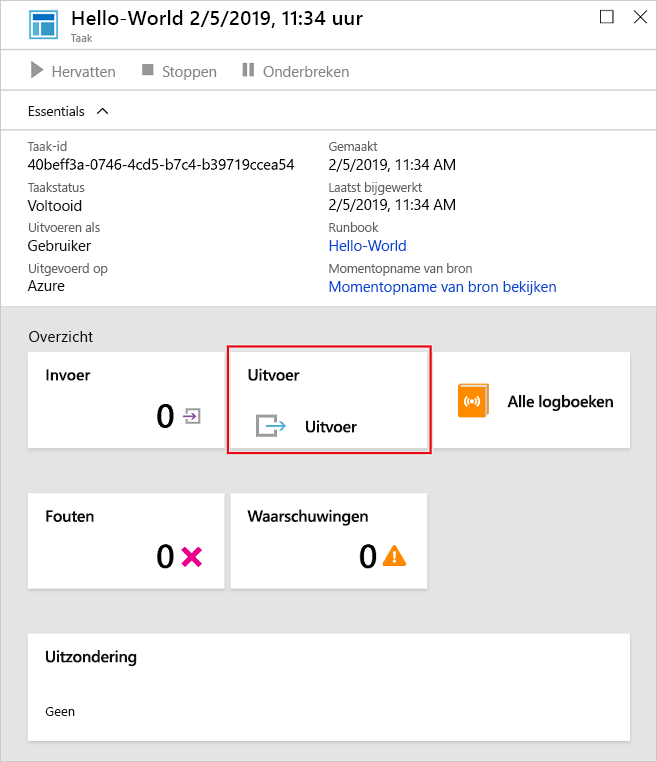 Hello-World 2/5/2019, 11:34 uur
Taak
Hervatten Stoppen Onderbreken
Essentials
Taak-id
40beff3a-0746-4cd5-b7c4-b39719ccea54
Gemaakt
2/5/2019, 11:34 AM
Taakstatus
Voltooid
Laatst bijgewerkt
2/5/2019, 11:34 AM
Uitvoeren als
Gebruiker
Runbook
Hello-World
Uitgevoerd op
Azure
Momentopname van bron
Momentopname van bron bekijken
Overzicht
Invoer
0
Uitvoer
Uitvoer
Alle logboeken
Fouten
0
Waarschuwingen
0
Uitzondering
Geen